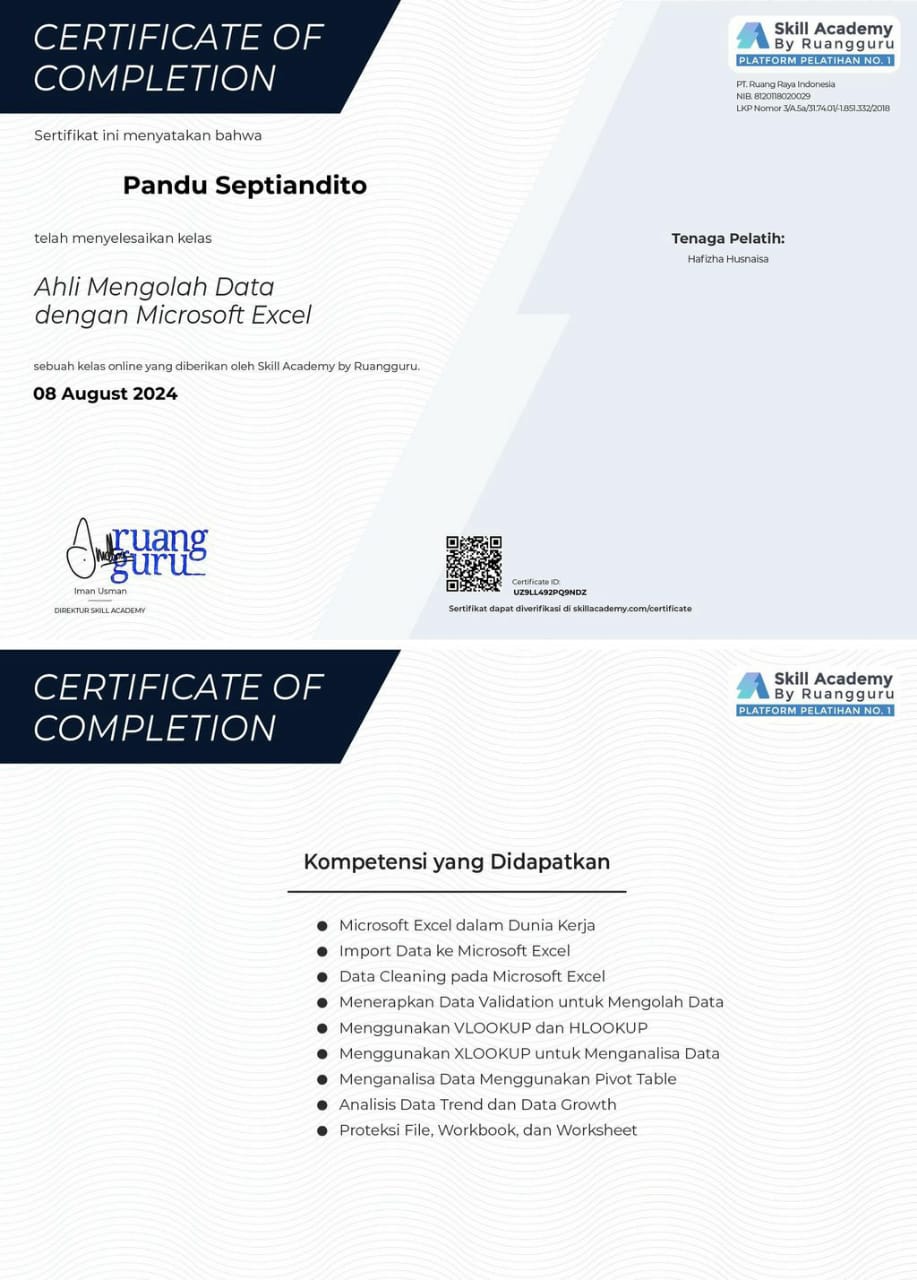 CERTIFICATE OF
COMPLETION
Skill Academy
By Ruangguru
PLATFORM PELATIHAN NO. 1
PT. Ruang Raya Indonesia
NIB. 8120118020029
LKP Nomor 3/A.5a/31.74.01/-1.851.332/2018
Sertifikat ini menyatakan bahwa
Pandu Septiandito
telah menyelesaikan kelas
Tenaga Pelatih:
Hafizha Husnaisa
Ahli Mengolah Data
dengan Microsoft Excel
sebuah kelas online yang diberikan oleh Skill Academy by Ruangguru.
08 August 2024
ruang
guru
Iman Usman
DIREKTUR SKILL ACADEMY
Certificate ID:
UZ9LL492PQ9NDZ
Sertifikat dapat diverifikasi di skillacademy.com/certificate
CERTIFICATE OF
COMPLETION
Skill Academy
By Ruangguru
PLATFORM PELATIHAN NO. 1
Kompetensi yang Didapatkan
● Microsoft Excel dalam Dunia Kerja
● Import Data ke Microsoft Excel
● Data Cleaning pada Microsoft Excel
● Menerapkan Data Validation untuk Mengolah Data
● Menggunakan VLOOKUP dan HLOOKUP
● Menggunakan XLOOKUP untuk Menganalisa Data
● Menganalisa Data Menggunakan Pivot Table
● Analisis Data Trend dan Data Growth
● Proteksi File, Workbook, dan Worksheet